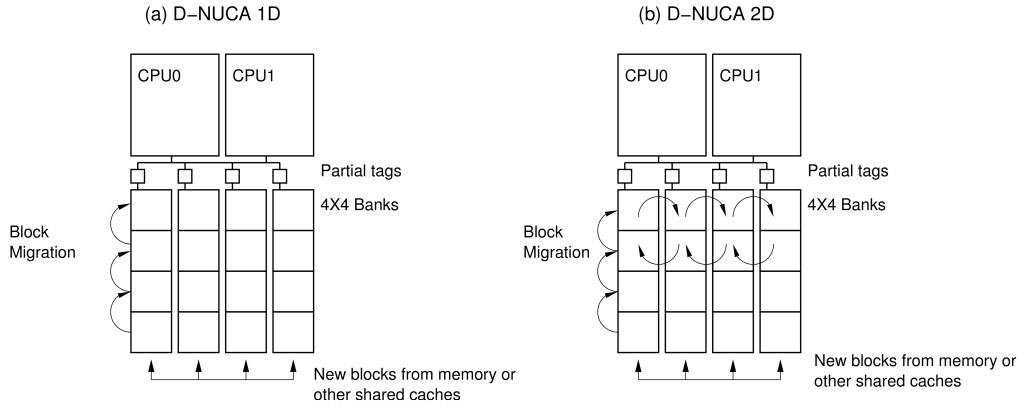 (a) D−NUCA 1D
CPU0
CPU1
Partial tags
4X4 Banks
Block
Migration
New blocks from memory or
other shared caches
(b) D−NUCA 2D
CPU0
CPU1
Partial tags
4X4 Banks
Block
Migration
New blocks from memory or
other shared caches